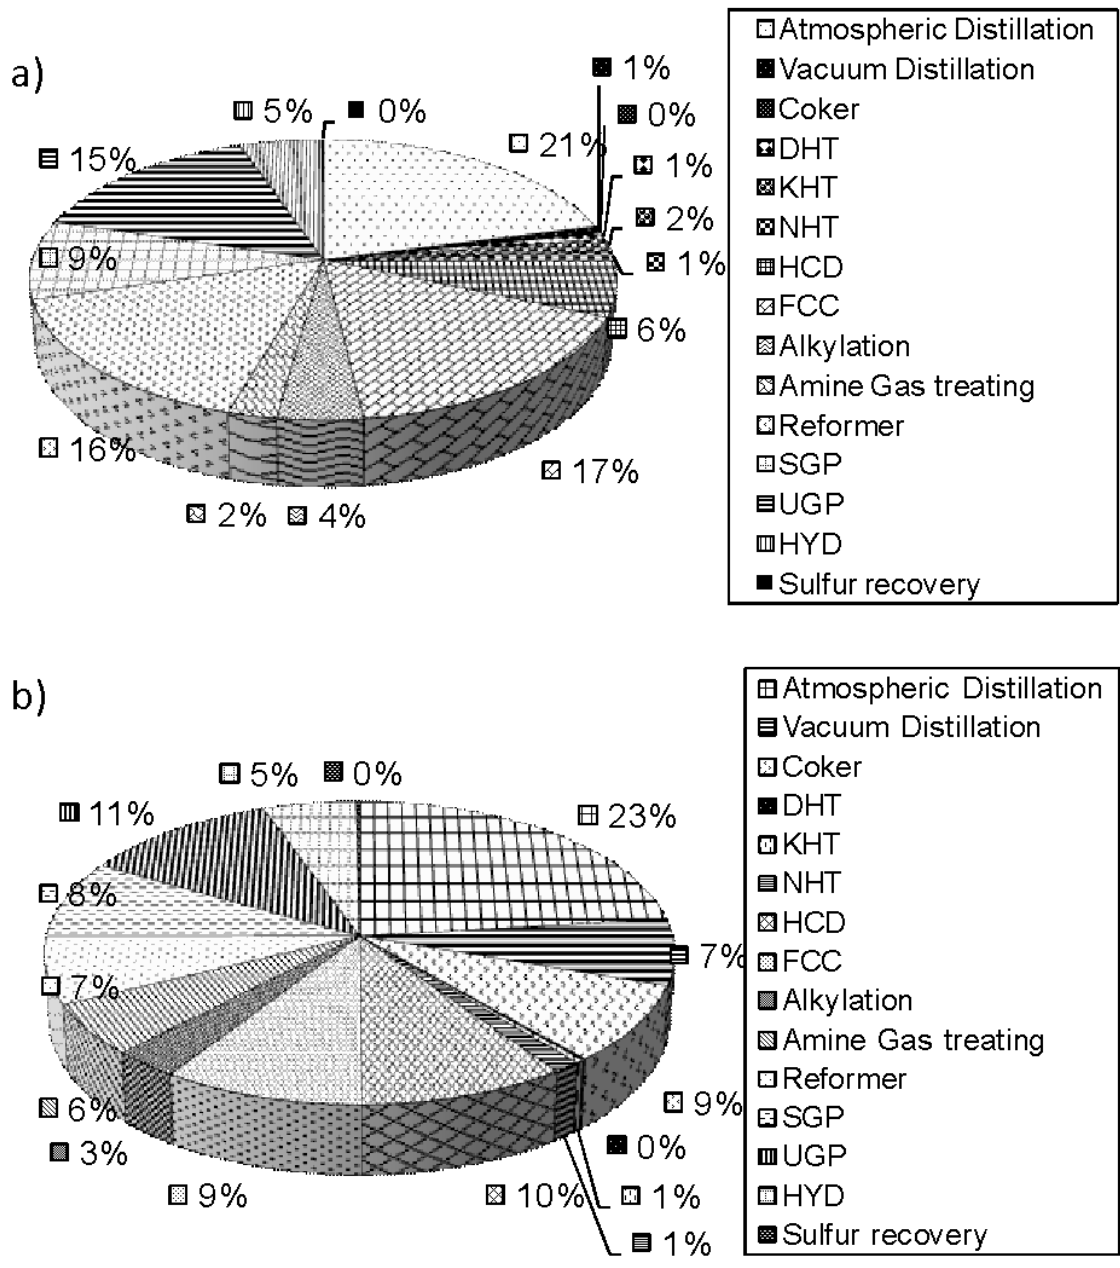 a)
5%
0%
1%
0%
21%
1%
15%
2%
1%
9%
6%
16%
17%
2%
4%
Atmospheric Distillation
Vacuum Distillation
Coker
DHT
KHT
NHT
HCD
FCC
Alkylation
Amine Gas treating
Reformer
SGP
UGP
HYD
Sulfur recovery
b)
5%
0%
11%
23%
8%
7%
7%
6%
9%
3%
0%
9%
10%
1%
1%
Atmospheric Distillation
Vacuum Distillation
Coker
DHT
KHT
NHT
HCD
FCC
Alkylation
Amine Gas treating
Reformer
SGP
UGP
HYD
Sulfur recovery